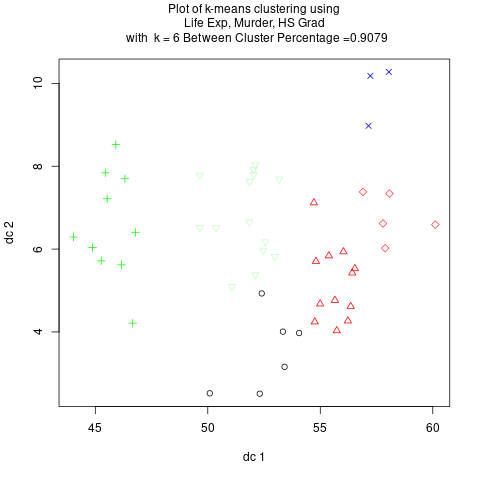 Plot of k-means clustering using
Life Exp, Murder, HS Grad
with k = 6 Between Cluster Percentage =0.9079
dc 2
10
8
6
4
45
50
55
60
dc 1